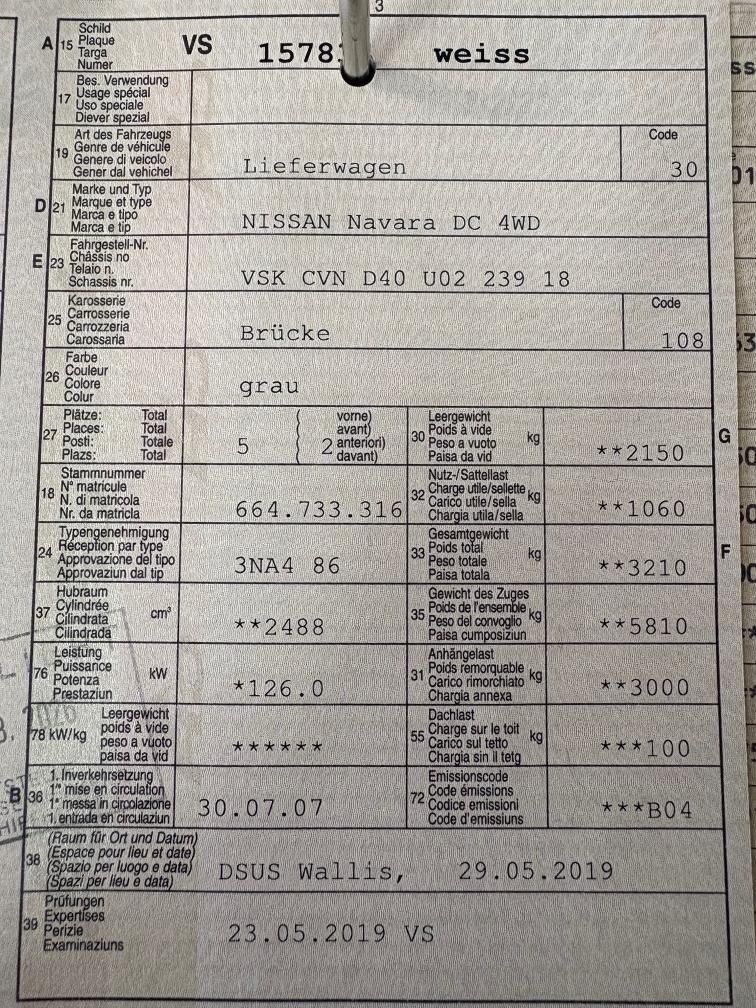 3
A 15 Schild
Plaque
Targa
Numer
VS 1578 weiss
17 Bes. Verwendung
Usage spécial
Uso speciale
Diever spezial
19 Art des Fahrzeugs
Genre de véhicule
Genere di veicolo
Gener dal vehichel
Lieferwagen
Code
30
D 21 Marke und Typ
Marque et type
Marca e tipo
Marca e tip
NISSAN Navara DC 4WD
E 23 Fahrgestell-Nr.
Châssis no
Telaio n.
Schassis nr.
VSK CVN D40 U02 239 18
25 Karosserie
Carrosserie
Carrozzeria
Carossaria
Brücke
Code
108
26 Farbe
Couleur
Colore
Colur
grau
27 Plätze: Total
Places: Total
Posti: Totale
Plazs: Total
5
2
vorne)
avant)
anteriori)
davant)
30 Leergewicht
Poids à vide
Peso a vuoto
Paisa da vid
kg
**2150
G
18 Stammnummer
N° matricule
N. di matricola
Nr. da matricla
664.733.316
32 Nutz-/Sattellast
Charge utile/sellette
Carico utile/sella
Chargia utila/sella
kg
**1060
24 Typengenehmigung
Réception par type
Approvazione del tipo
Approvaziun dal tip
3NA4 86
33 Gesamtgewicht
Poids total
Peso totale
Paisa totala
kg
**3210
F
37 Hubraum
Cylindrée
Cilindrata
Cilindrada
cm³
**2488
35 Gewicht des Zuges
Poids de l'ensemble
Peso del convoglio
Paisa cumposiziun
kg
**5810
76 Leistung
Puissance
Potenza
Prestaziun
kW
*126.0
31 Anhängelast
Poids remorquable
Carico rimorchiato
Chargia annexa
kg
**3000
78 kW/kg
Leergewicht
poids à vide
peso a vuoto
paisa da vid
******
55 Dachlast
Charge sur le toit
Carico sul tetto
Chargia sin il tetg
kg
***100
B 36 1. Inverkehrsetzung
1re mise en circulation
1a messa in circolazione
1. entrada en circulaziun
30.07.07
72 Emissionscode
Code émissions
Codice emissioni
Code d'emissiuns
***B04
38 (Raum für Ort und Datum)
(Espace pour lieu et date)
(Spazio per luogo e data)
(Spazi per lieu e data)
DSUS Wallis, 29.05.2019
39 Prüfungen
Expertises
Perizie
Examinaziuns
23.05.2019 VS